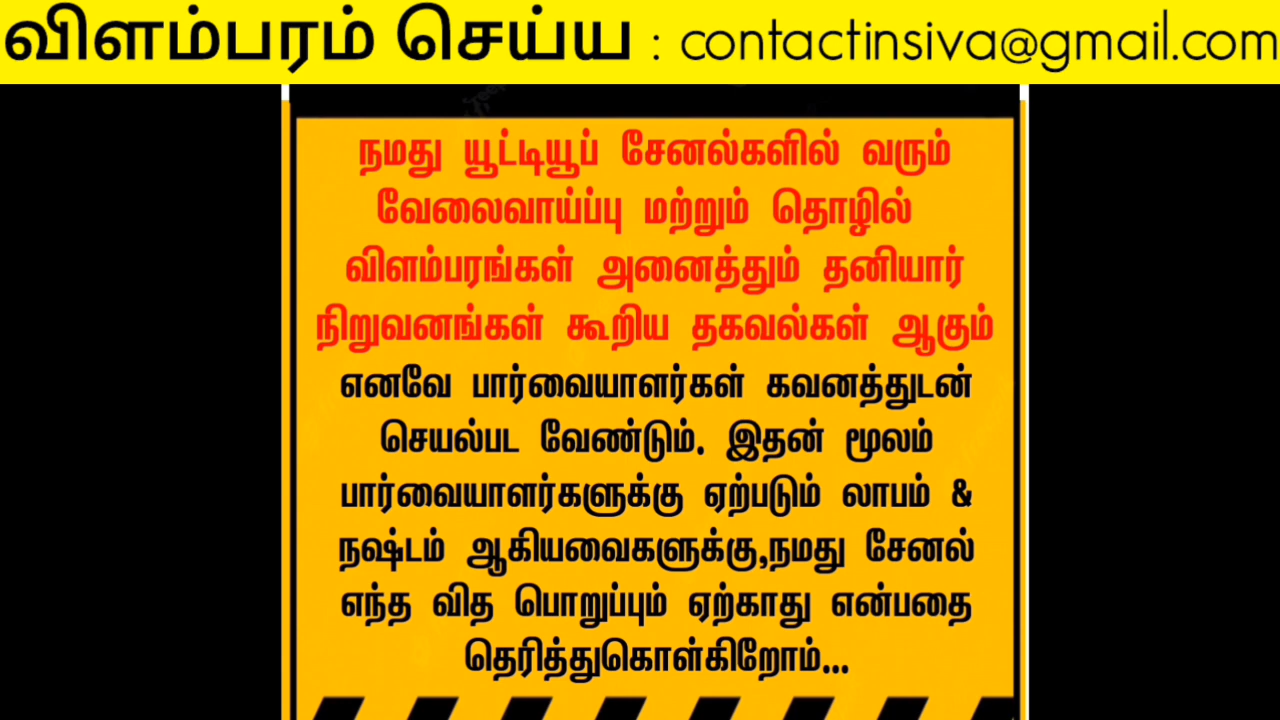 விளம்பரம் செய்ய : contactinsiva@gmail.com
நமது யூட்டியூப் சேனல்களில் வரும்
வேலைவாய்ப்பு மற்றும் தொழில்
விளம்பரங்கள் அனைத்தும் தனியார்
நிறுவனங்கள் கூறிய தகவல்கள் ஆகும்
எனவே பார்வையாளர்கள் கவனத்துடன்
செயல்பட வேண்டும். இதன் மூலம்
பார்வையாளர்களுக்கு ஏற்படும் லாபம் &
நஷ்டம் ஆகியவைகளுக்கு,நமது சேனல்
எந்த வித பொறுப்பும் ஏற்காது என்பதை
தெரித்துகொள்கிறோம்...